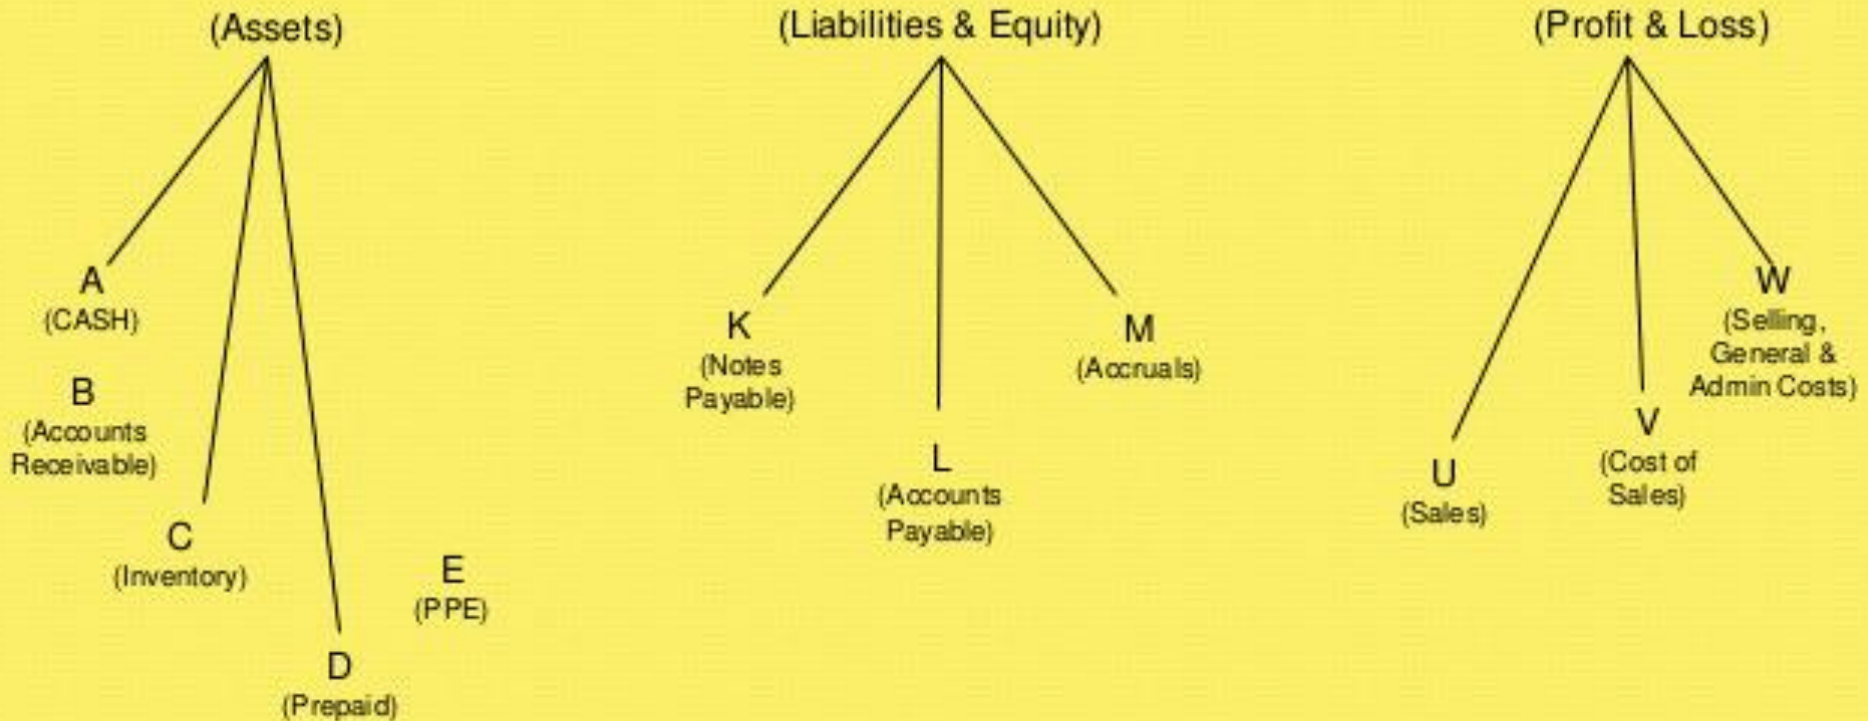 (Assets)
A
(CASH)
B
(Accounts
Receivable)
C
(Inventory)
D
(Prepaid)
E
(PPE)
(Liabilities & Equity)
K
(Notes
Payable)
L
(Accounts
Payable)
M
(Accruals)
(Profit & Loss)
U
(Sales)
V
(Cost of
Sales)
W
(Selling,
General &
Admin Costs)